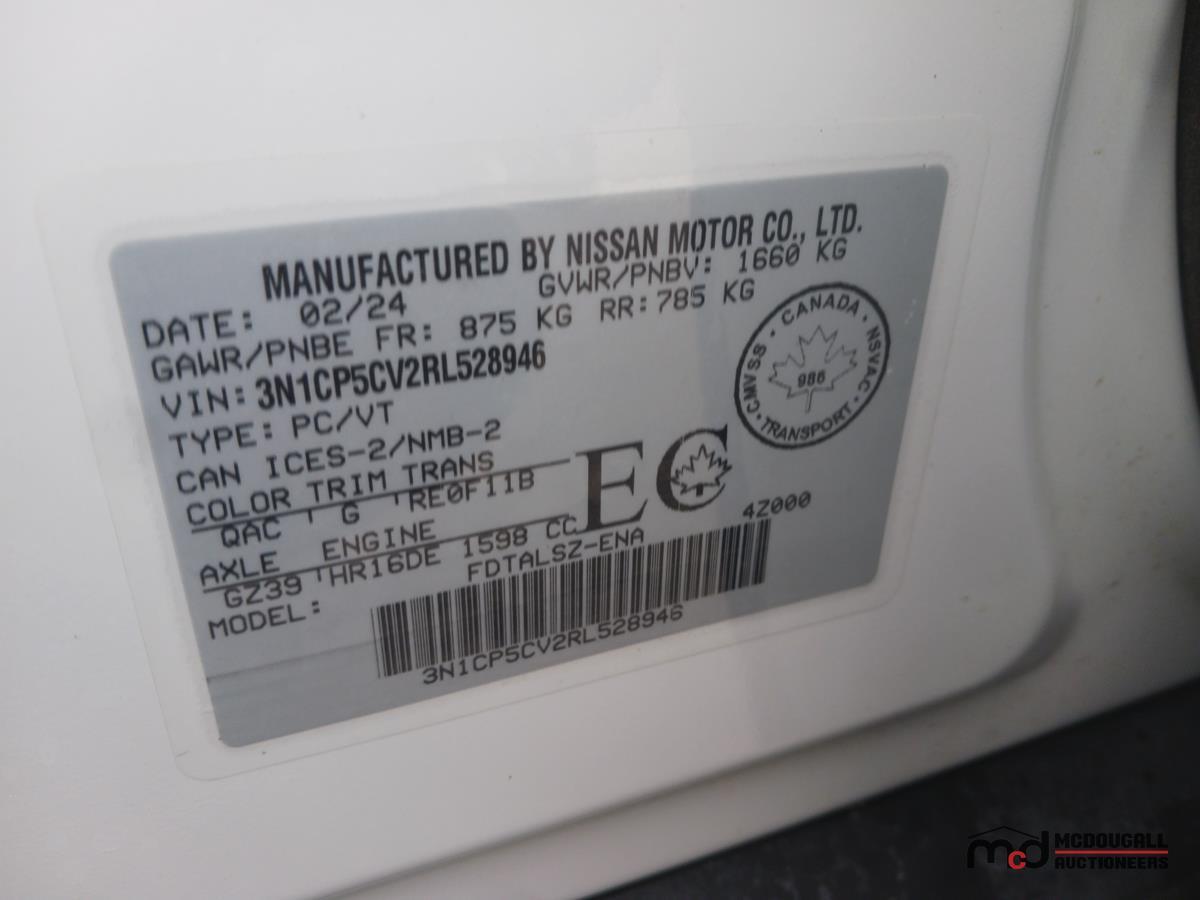 MANUFACTURED BY NISSAN MOTOR CO., LTD.
DATE: 02/24 GVWR/PNBV: 1660 KG
GAWR/PNBE FR: 875 KG RR: 785 KG
VIN: 3N1CP5CV2RL528946
TYPE: PC/VT
CAN ICES-2/NMB-2
COLOR TRIM TRANS
QAC G RE0F11B
AXLE ENGINE
GZ39 HR16DE 1598 CC
MODEL: FDTALSZ-ENA 4Z000
3N1CP5CV2RL528946
EC
CANADA · NSVAC · TRANSPORT · CMVSS ·
986
mcd MCDOUGALL
AUCTIONEERS